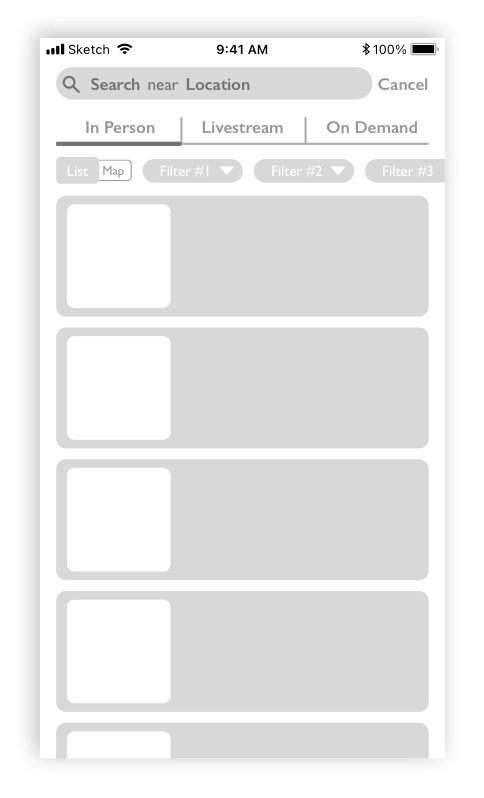 Sketch 9:41 AM 100%
Search near Location Cancel
In Person Livestream On Demand
List Map Filter #1 Filter #2 Filter #3